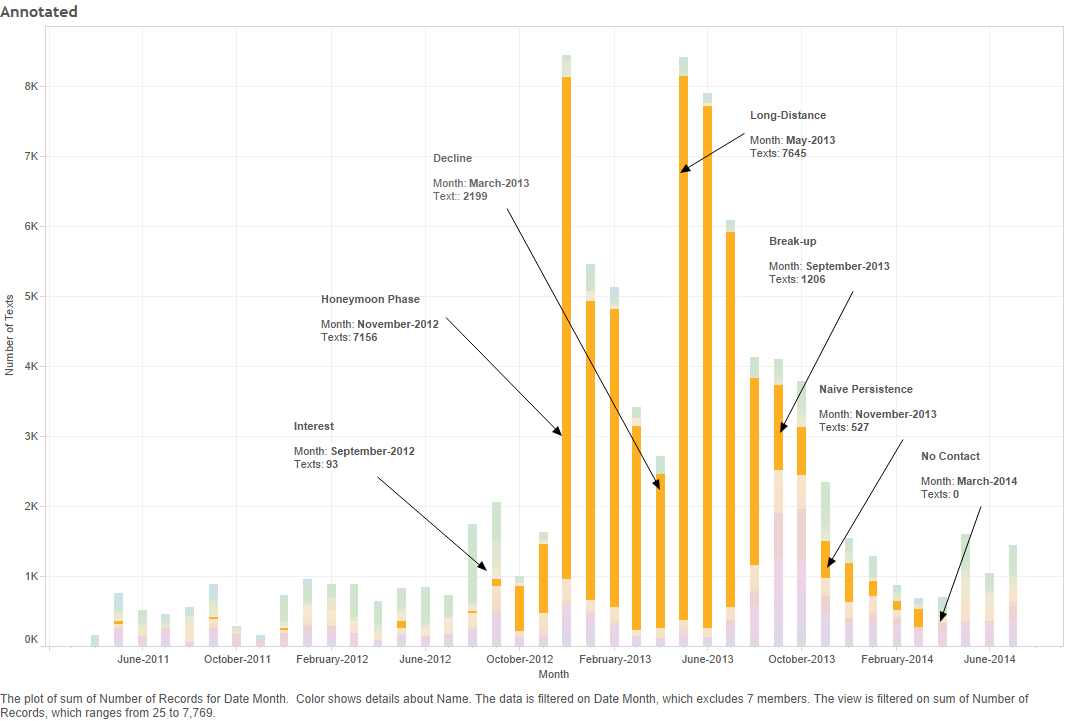 Annotated
8K
7K
6K
5K
4K
3K
2K
1K
0K
Number of Texts
Long-Distance
Month: May-2013
Texts: 7645
Decline
Month: March-2013
Text:: 2199
Break-up
Month: September-2013
Texts: 1206
Honeymoon Phase
Month: November-2012
Texts: 7156
Naive Persistence
Month: November-2013
Texts: 527
Interest
Month: September-2012
Texts: 93
No Contact
Month: March-2014
Texts: 0
June-2011 October-2011 February-2012 June-2012 October-2012 February-2013 June-2013 October-2013 February-2014 June-2014
Month
The plot of sum of Number of Records for Date Month.  Color shows details about Name. The data is filtered on Date Month, which excludes 7 members. The view is filtered on sum of Number of
Records, which ranges from 25 to 7,769.